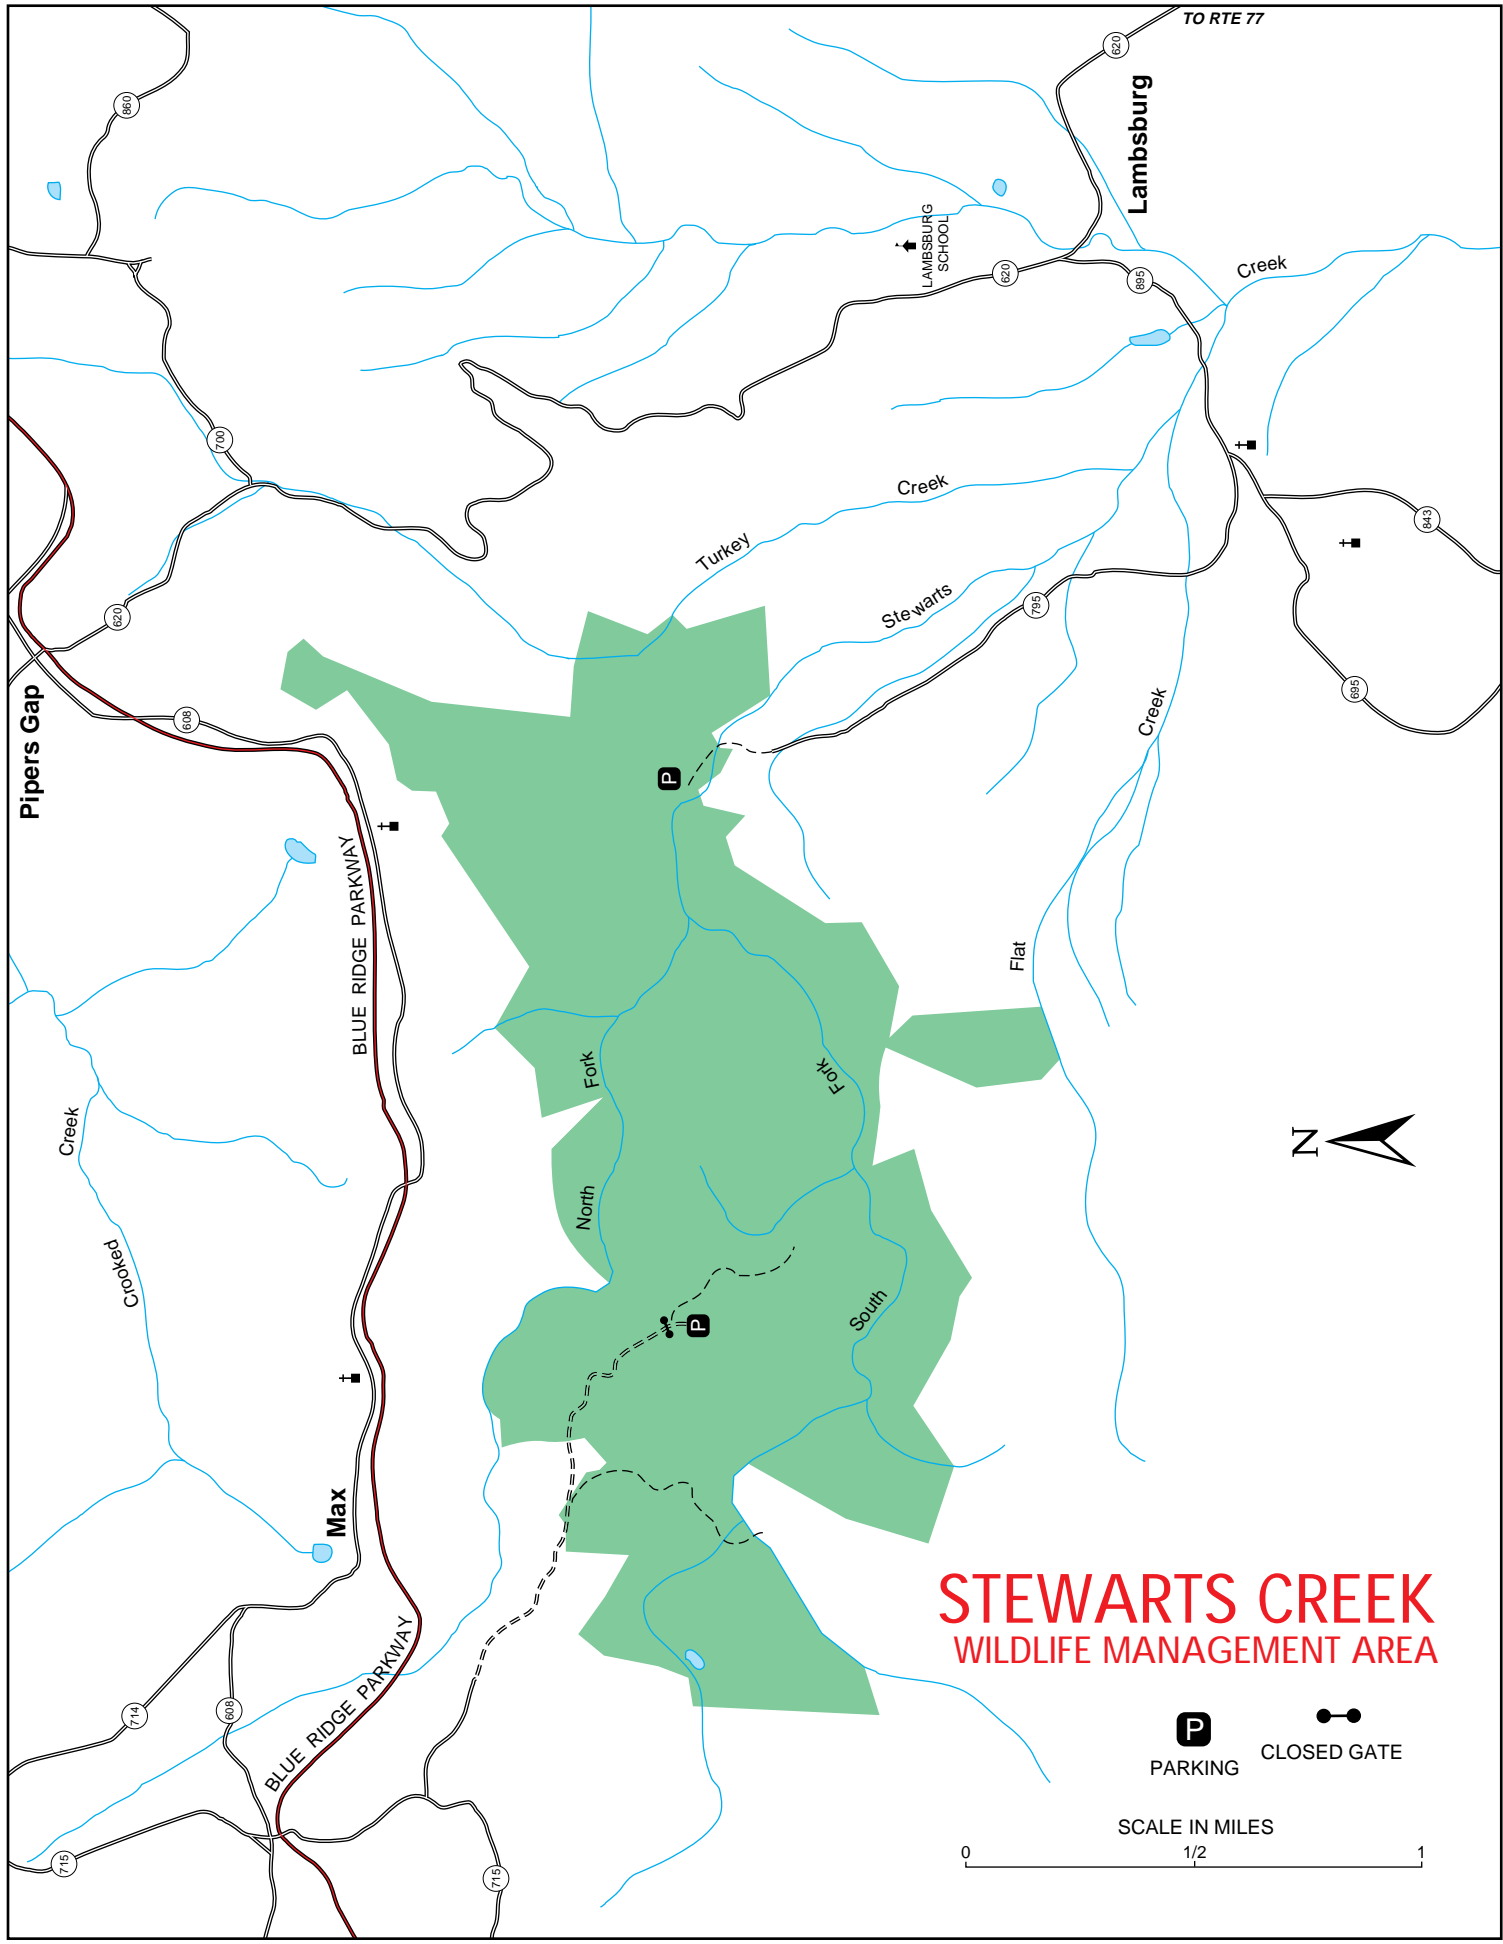 TO RTE 77
620
Lambsburg
860
LAMBSBURG
SCHOOL
620
895
Creek
700
Creek
Turkey
Stewarts
843
795
620
695
Pipers Gap
608
Creek
BLUE RIDGE PARKWAY
Flat
Fork
Fork
Creek
N
North
Crooked
South
Max
STEWARTS CREEK
WILDLIFE MANAGEMENT AREA
714
608
BLUE RIDGE PARKWAY
P
P
P
PARKING
CLOSED GATE
715
715
SCALE IN MILES
0
1/2
1